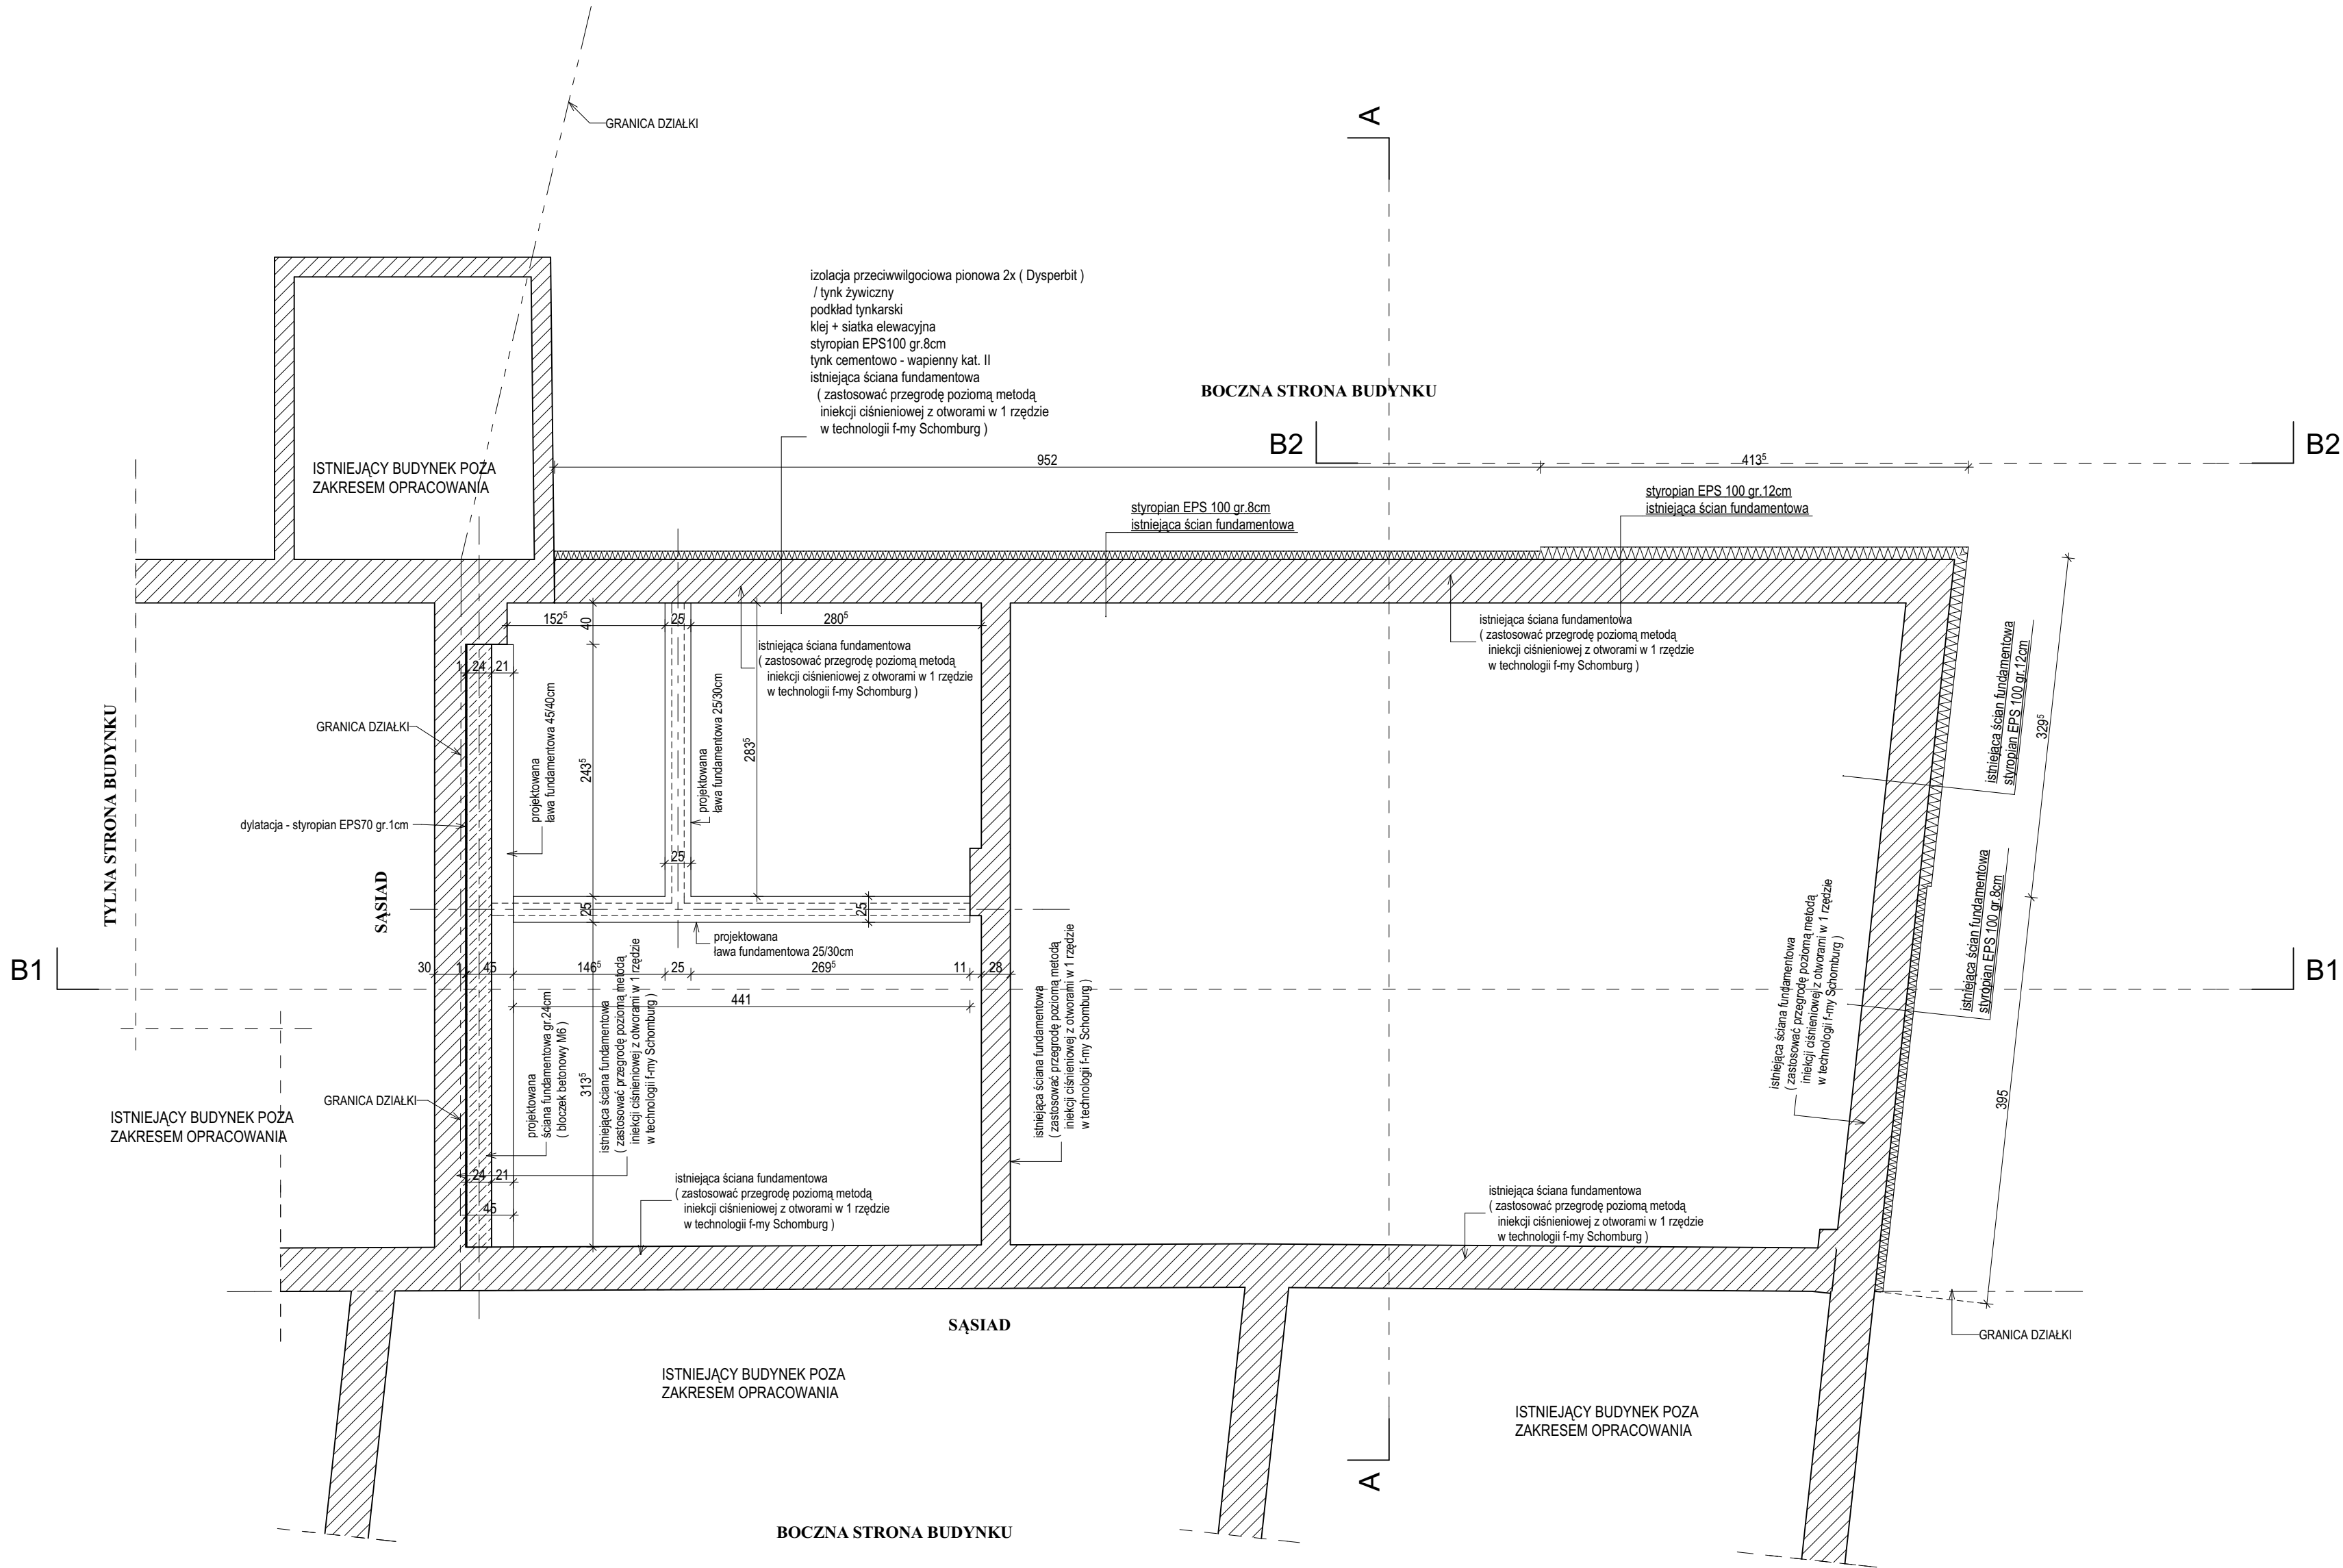 GRANICA DZIAŁKI
A
izolacja przeciwwilgociowa pionowa 2x ( Dysperbit )
/ tynk żywiczny
podkład tynkarski
klej + siatka elewacyjna
styropian EPS100 gr.8cm
tynk cementowo - wapienny kat. II
istniejąca ściana fundamentowa
( zastosować przegrodę poziomą metodą
iniekcji ciśnieniowej z otworami w 1 rzędzie
w technologii f-my Schomburg )
BOCZNA STRONA BUDYNKU
B2
B2
952
413⁵
ISTNIEJĄCY BUDYNEK POZA
ZAKRESEM OPRACOWANIA
styropian EPS 100 gr.8cm
istniejąca ścian fundamentowa
styropian EPS 100 gr.12cm
istniejąca ścian fundamentowa
152⁵
40
25
280⁵
istniejąca ściana fundamentowa
( zastosować przegrodę poziomą metodą
iniekcji ciśnieniowej z otworami w 1 rzędzie
w technologii f-my Schomburg )
istniejąca ściana fundamentowa
( zastosować przegrodę poziomą metodą
iniekcji ciśnieniowej z otworami w 1 rzędzie
w technologii f-my Schomburg )
1
24
21
projektowana
ława fundamentowa 45/40cm
243⁵
projektowana
ława fundamentowa 25/30cm
283⁵
istniejąca ścian fundamentowa
styropian EPS 100 gr.12cm
329⁵
GRANICA DZIAŁKI
TYLNA STRONA BUDYNKU
dylatacja - styropian EPS70 gr.1cm
SĄSIAD
25
25
25
projektowana
ława fundamentowa 25/30cm
istniejąca ścian fundamentowa
styropian EPS 100 gr.8cm
395
B1
B1
30
1
45
146⁵
25
269⁵
11
28
441
313⁵
projektowana
ściana fundamentowa gr.24cm
( bloczek betonowy M6 )
istniejąca ściana fundamentowa
( zastosować przegrodę poziomą metodą
iniekcji ciśnieniowej z otworami w 1 rzędzie
w technologii f-my Schomburg )
istniejąca ściana fundamentowa
( zastosować przegrodę poziomą metodą
iniekcji ciśnieniowej z otworami w 1 rzędzie
w technologii f-my Schomburg )
istniejąca ściana fundamentowa
( zastosować przegrodę poziomą metodą
iniekcji ciśnieniowej z otworami w 1 rzędzie
w technologii f-my Schomburg )
GRANICA DZIAŁKI
ISTNIEJĄCY BUDYNEK POZA
ZAKRESEM OPRACOWANIA
24
21
45
istniejąca ściana fundamentowa
( zastosować przegrodę poziomą metodą
iniekcji ciśnieniowej z otworami w 1 rzędzie
w technologii f-my Schomburg )
istniejąca ściana fundamentowa
( zastosować przegrodę poziomą metodą
iniekcji ciśnieniowej z otworami w 1 rzędzie
w technologii f-my Schomburg )
SĄSIAD
GRANICA DZIAŁKI
ISTNIEJĄCY BUDYNEK POZA
ZAKRESEM OPRACOWANIA
ISTNIEJĄCY BUDYNEK POZA
ZAKRESEM OPRACOWANIA
A
BOCZNA STRONA BUDYNKU